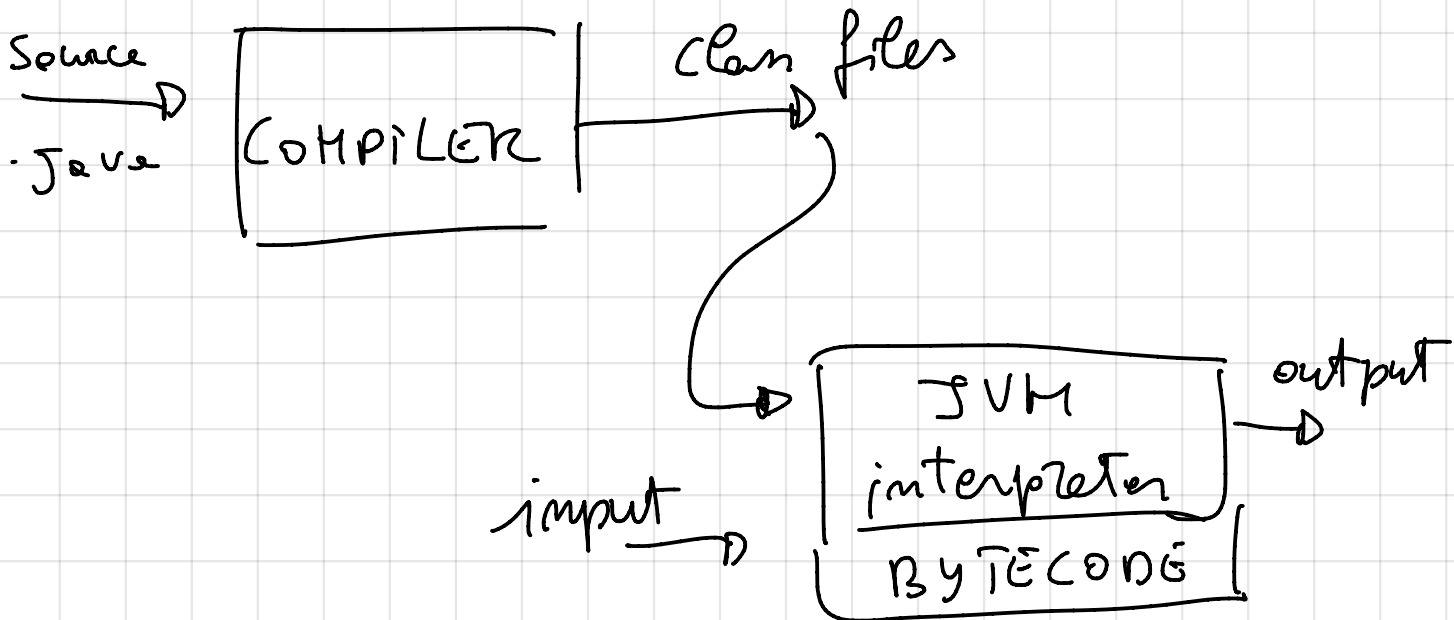 Source
.Java
COMPiLER
Class files
JVM
interpreter
BYTECODE
input
output